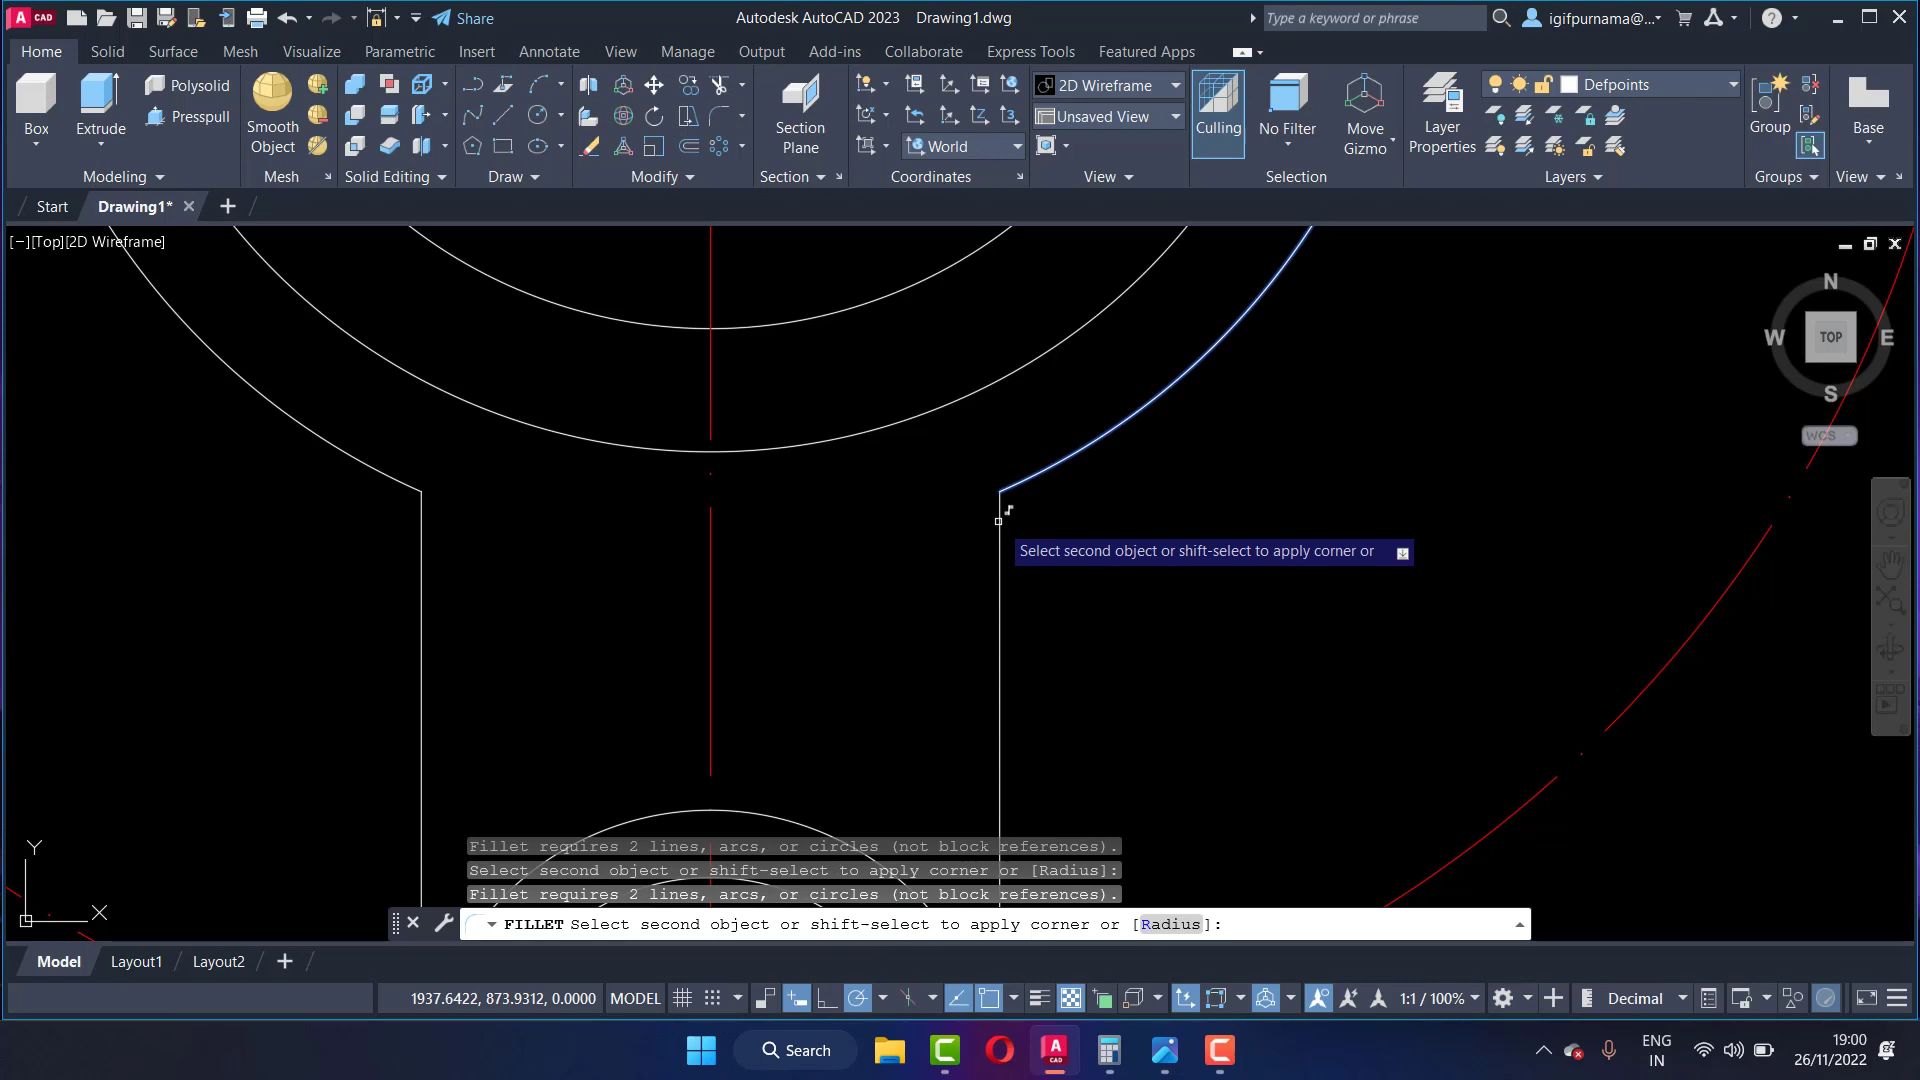 A CAD
Share
Autodesk AutoCAD 2023 Drawing1.dwg
Type a keyword or phrase
igifpurnama@...
Home Solid Surface Mesh Visualize Parametric Insert Annotate View Manage Output Add-ins Collaborate Express Tools Featured Apps
Box
Extrude
Polysolid
Presspull
Smooth
Object
Section
Plane
World
2D Wireframe
Unsaved View
Culling
No Filter
Move
Gizmo
Layer
Properties
Defpoints
Group
Base
Modeling Mesh Solid Editing Draw Modify Section Coordinates View Selection Layers Groups View
Start Drawing1*
[−][Top][2D Wireframe]
N
W TOP E
S
WCS
Select second object or shift-select to apply corner or
Y
X
Fillet requires 2 lines, arcs, or circles (not block references).
Select second object or shift-select to apply corner or [Radius]:
Fillet requires 2 lines, arcs, or circles (not block references).
FILLET Select second object or shift-select to apply corner or [Radius]:
Model Layout1 Layout2
1937.6422, 873.9312, 0.0000 MODEL 1:1 / 100% Decimal
Search
A
CAD
ENG
IN
19:00
26/11/2022